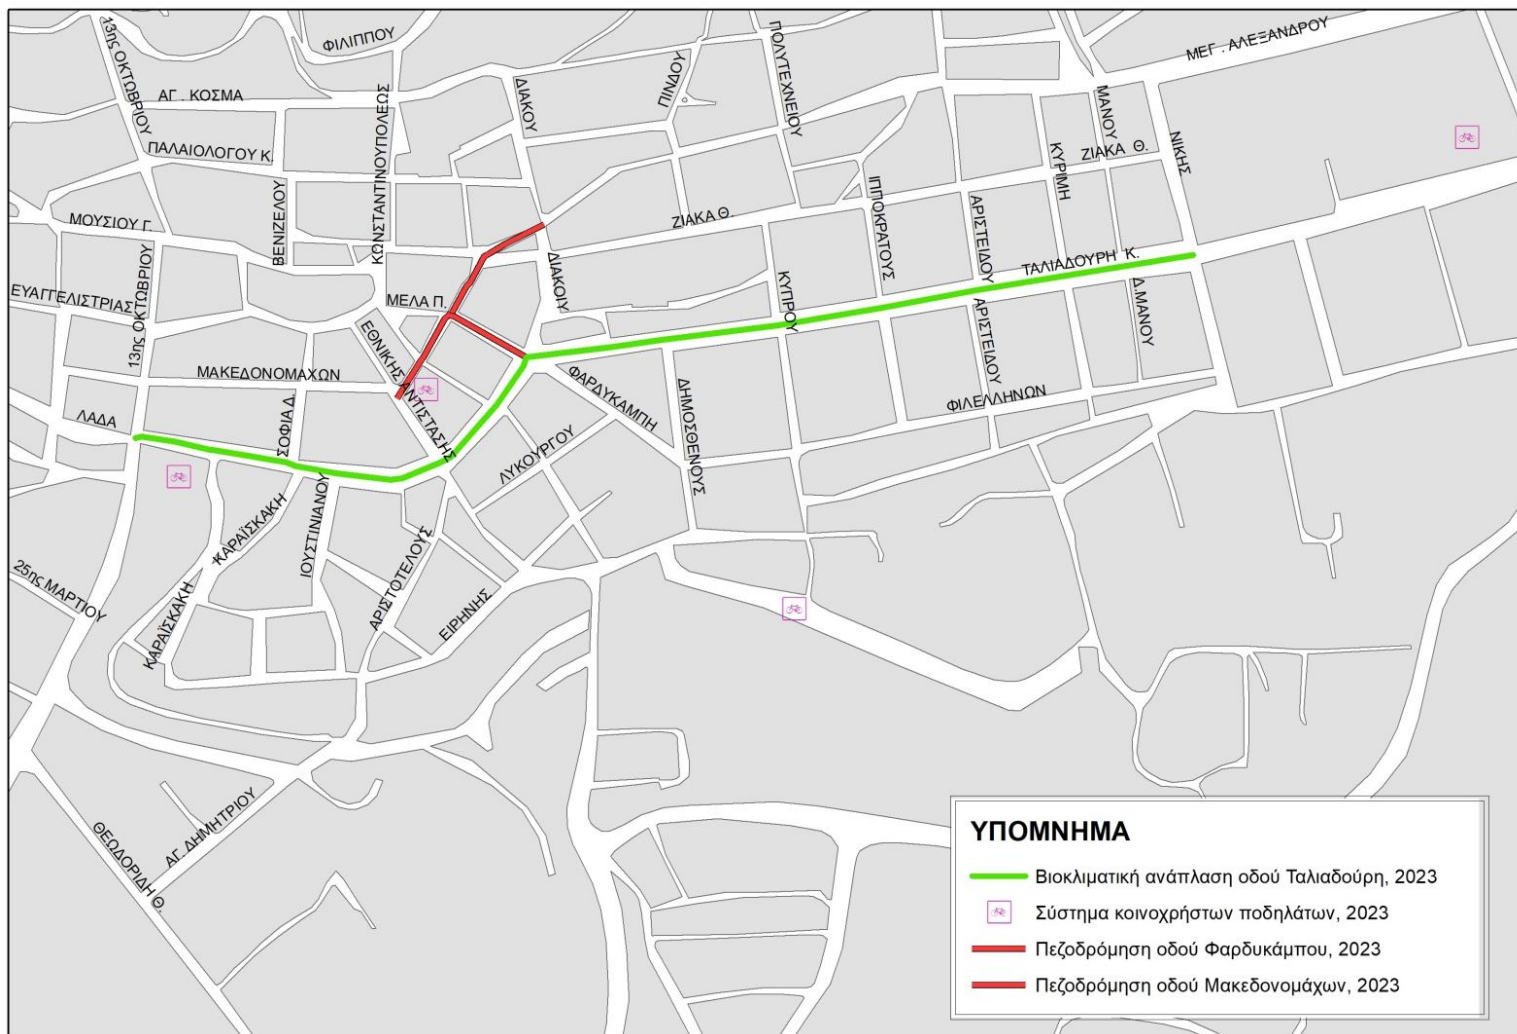 13ης ΟΚΤΩΒΡΙΟΥ
ΦΙΛΙΠΠΟΥ
ΠΟΛΥΤΕΧΝΕΙΟΥ
ΜΕΓ . ΑΛΕΞΑΝΔΡΟΥ
ΑΓ . ΚΟΣΜΑ
ΚΩΝΣΤΑΝΤΙΝΟΥΠΟΛΕΩΣ
ΔΙΑΚΟΥ
ΠΙΝΔΟΥ
ΜΑΝΟΥ
ΝΙΚΗΣ
ΠΑΛΑΙΟΛΟΓΟΥ Κ.
ΚΥΡΙΜΗ
ΖΙΑΚΑ Θ.
ΒΕΝΙΖΕΛΟΥ
ΙΠΠΟΚΡΑΤΟΥΣ
ΑΡΙΣΤΕΙΔΟΥ
ΜΟΥΣΙΟΥ Γ.
ΖΙΑΚΑ Θ.
13ης ΟΚΤΩΒΡΙΟΥ
ΔΙΑΚΟΙΥ
ΚΥΠΡΟΥ
ΤΑΛΙΑΔΟΥΡΗ Κ.
Δ.ΜΑΝΟΥ
ΕΥΑΓΓΕΛΙΣΤΡΙΑΣ
ΜΕΛΑ Π.
ΕΘΝΙΚΗΣ ΑΝΤΙΣΤΑΣΗΣ
ΑΡΙΣΤΕΙΔΟΥ
ΜΑΚΕΔΟΝΟΜΑΧΩΝ
ΦΑΡΔΥΚΑΜΠΗ
ΔΗΜΟΣΘΕΝΟΥΣ
ΦΙΛΕΛΛΗΝΩΝ
ΛΑΔΑ
ΣΟΦΙΑ Δ.
ΛΥΚΟΥΡΓΟΥ
ΚΑΡΑΪΣΚΑΚΗ
ΙΟΥΣΤΙΝΙΑΝΟΥ
ΑΡΙΣΤΟΤΕΛΟΥΣ
25ης ΜΑΡΤΙΟΥ
ΚΑΡΑΪΣΚΑΚΗ
ΕΙΡΗΝΗΣ
ΘΕΩΔΟΡΙΔΗ Θ.
ΑΓ. ΔΗΜΗΤΡΙΟΥ
ΥΠΟΜΝΗΜΑ
Βιοκλιματική ανάπλαση οδού Ταλιαδούρη, 2023
Σύστημα κοινοχρήστων ποδηλάτων, 2023
Πεζοδρόμηση οδού Φαρδυκάμπου, 2023
Πεζοδρόμηση οδού Μακεδονομάχων, 2023